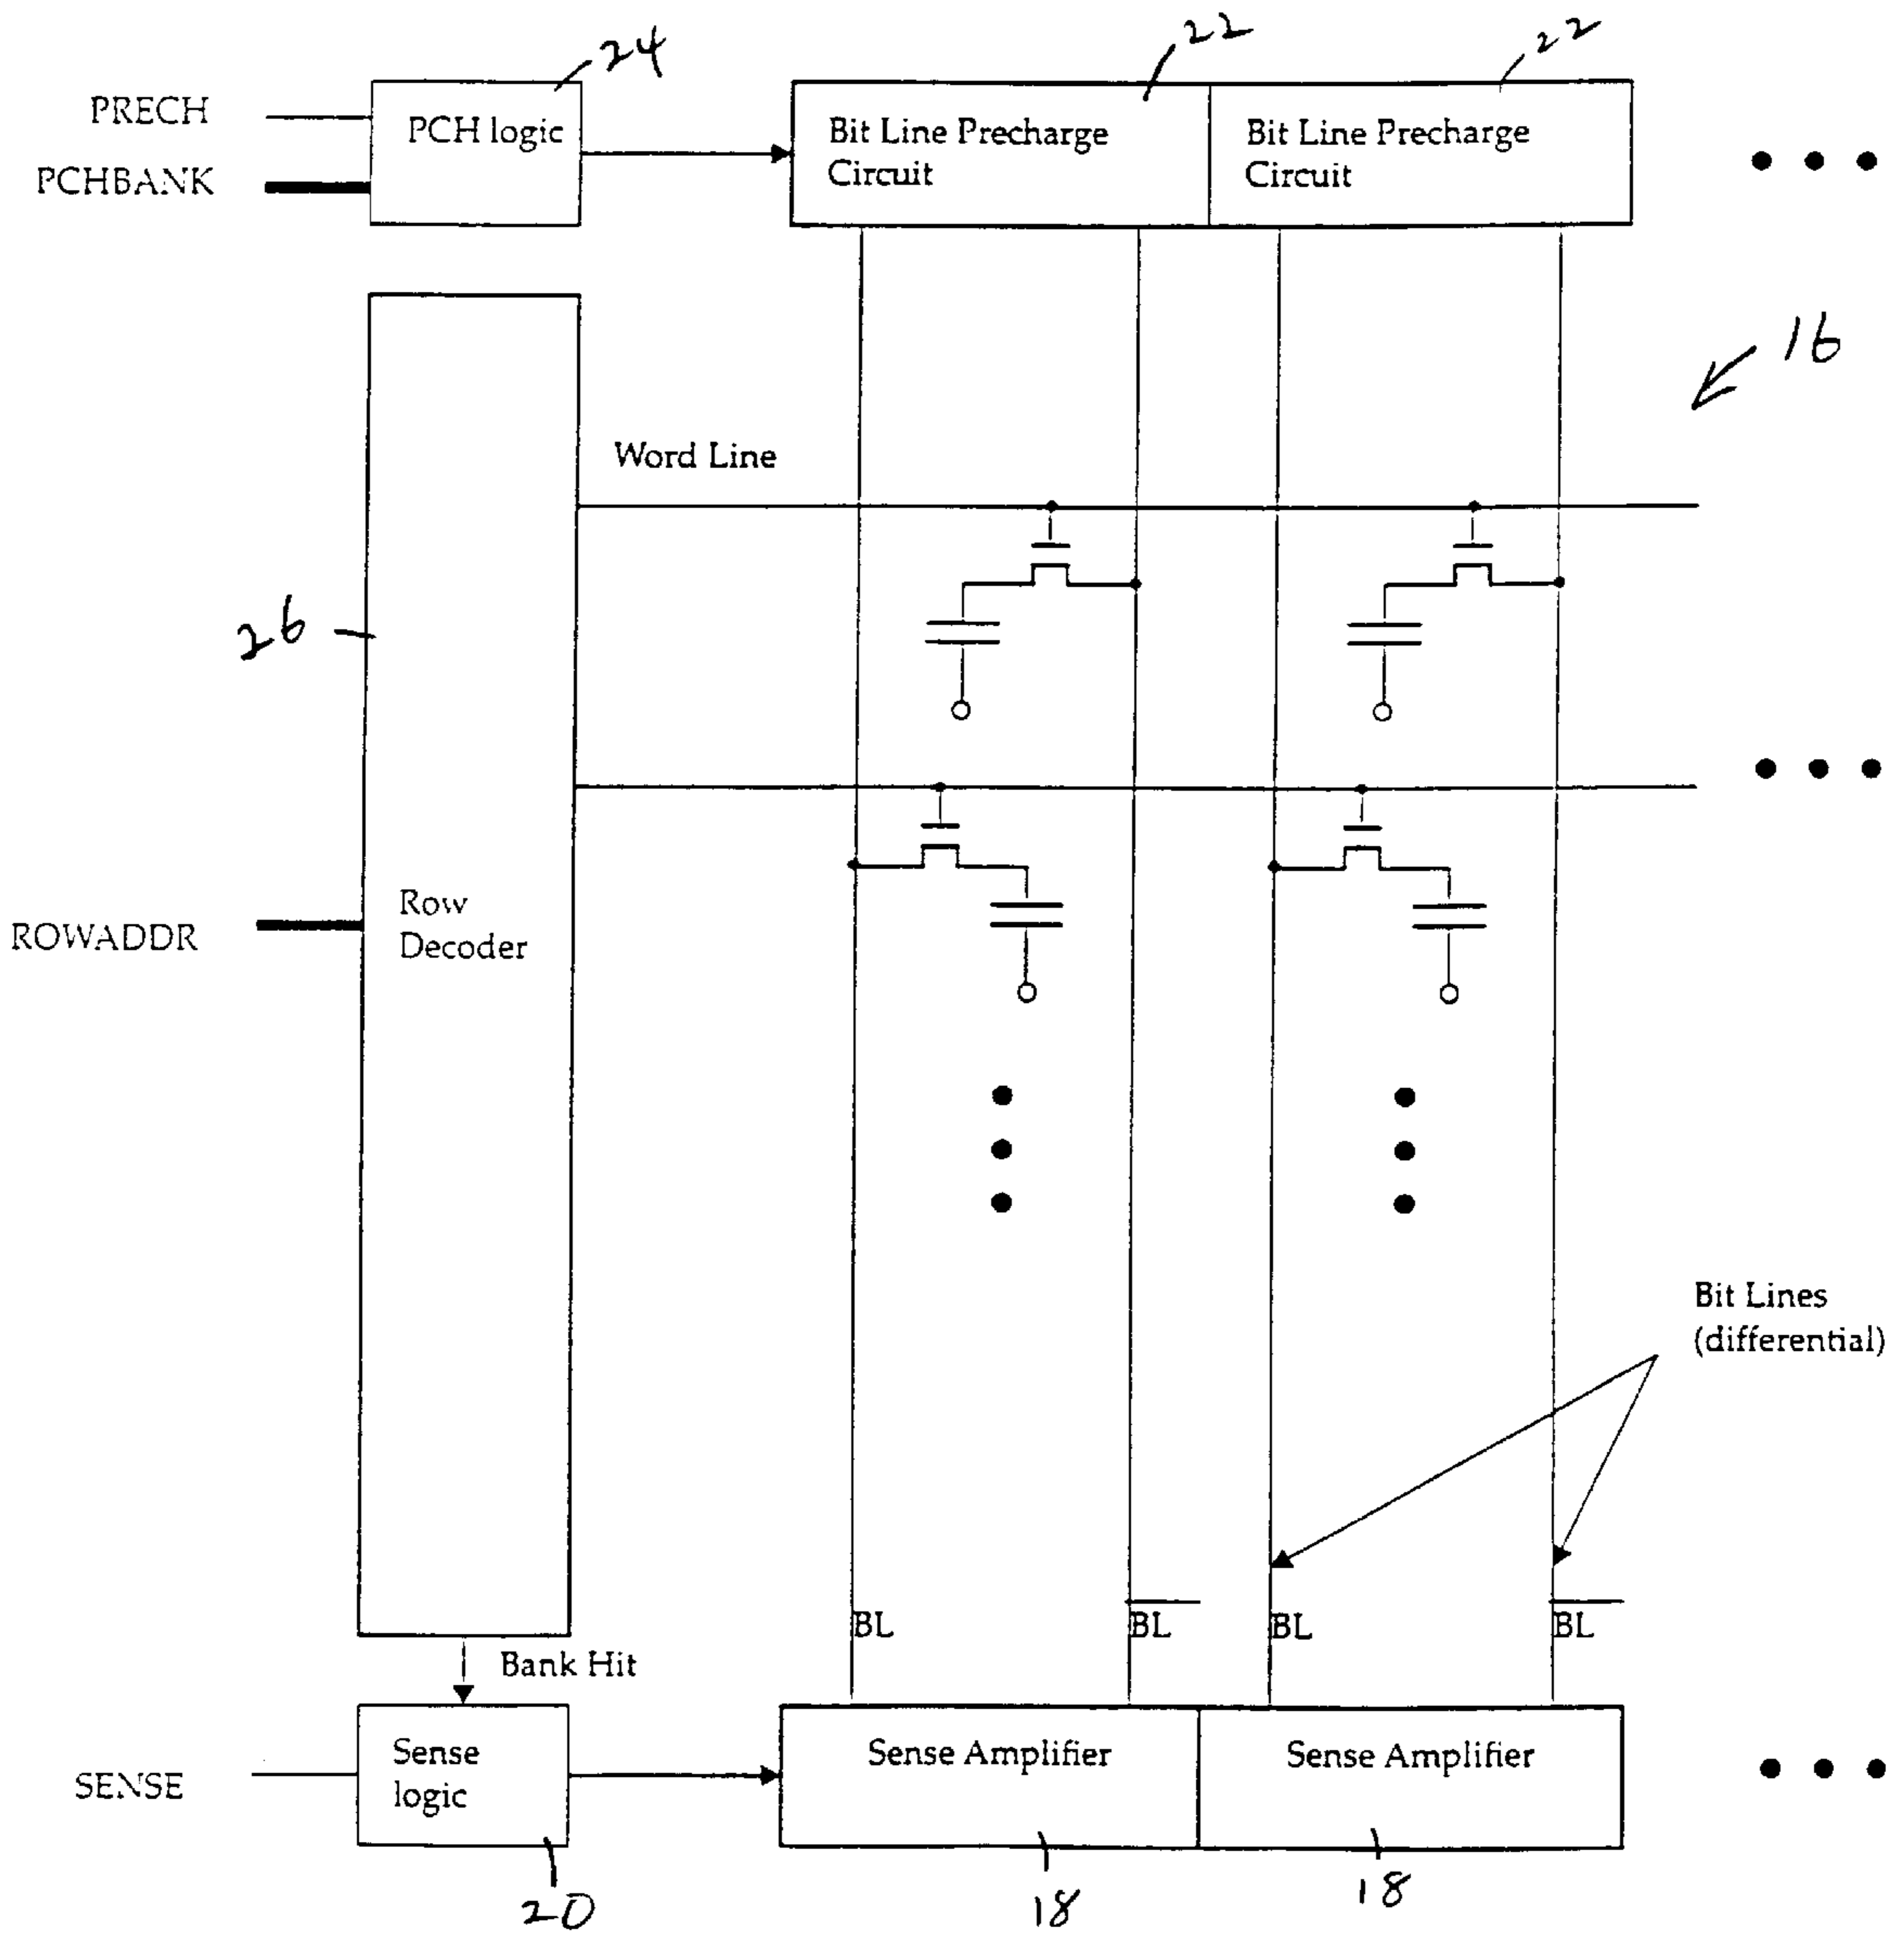 24
22
22
PRECH
PCHBANK
PCH logic
Bit Line Precharge
Circuit
Bit Line Precharge
Circuit
16
Word Line
26
ROWADDR
Row
Decoder
Bit Lines
(differential)
BL
BL
BL
BL
Bank Hit
SENSE
Sense
logic
Sense Amplifier
Sense Amplifier
20
18
18